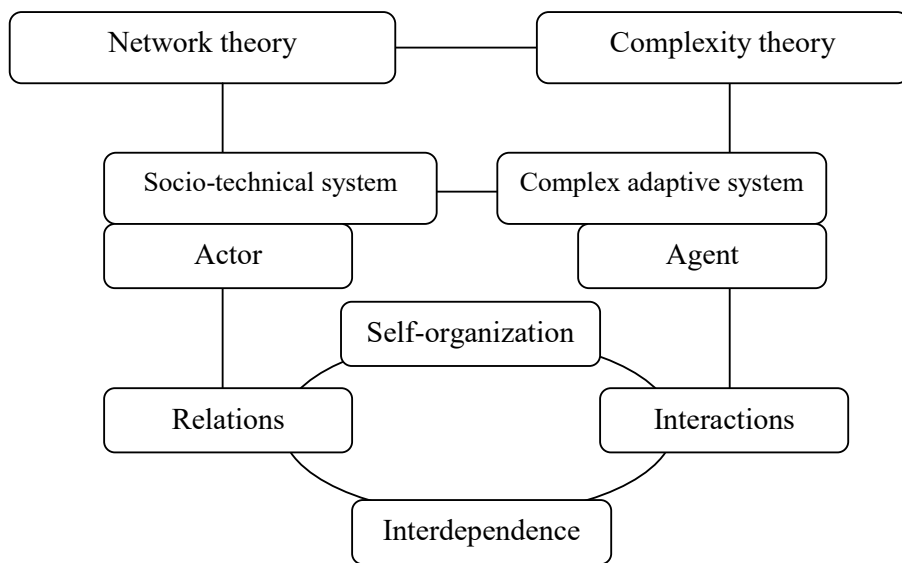 Network theory
Complexity theory
Socio-technical system
Complex adaptive system
Actor
Agent
Self-organization
Relations
Interactions
Interdependence